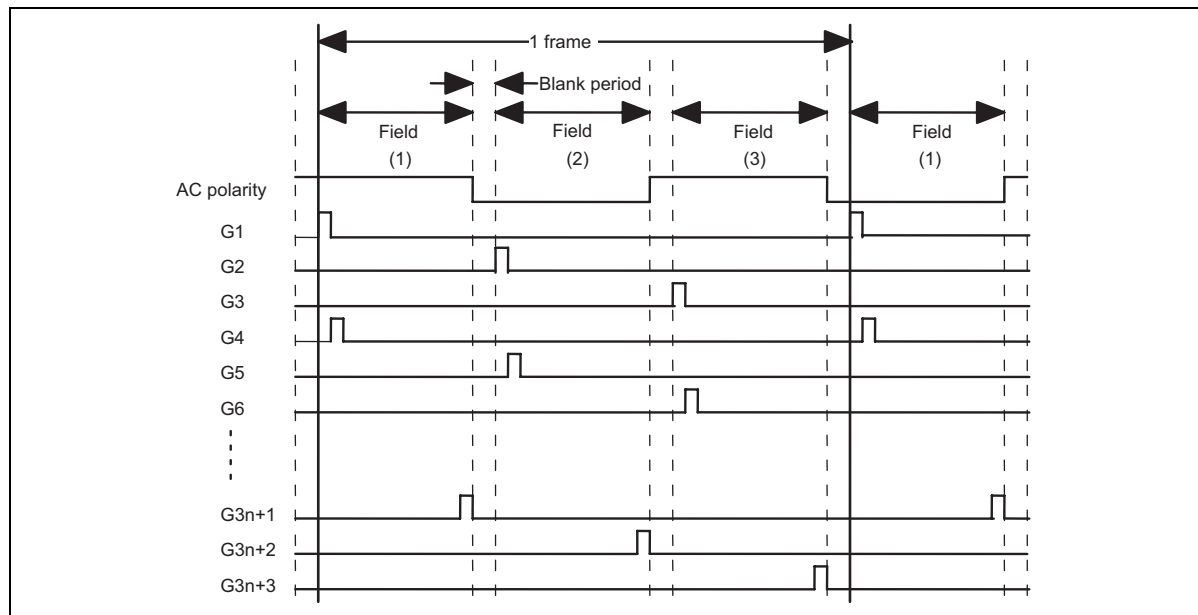 1 frame
Blank period
Field
(1)
Field
(2)
Field
(3)
Field
(1)
AC polarity
G1
G2
G3
G4
G5
G6
G3n+1
G3n+2
G3n+3